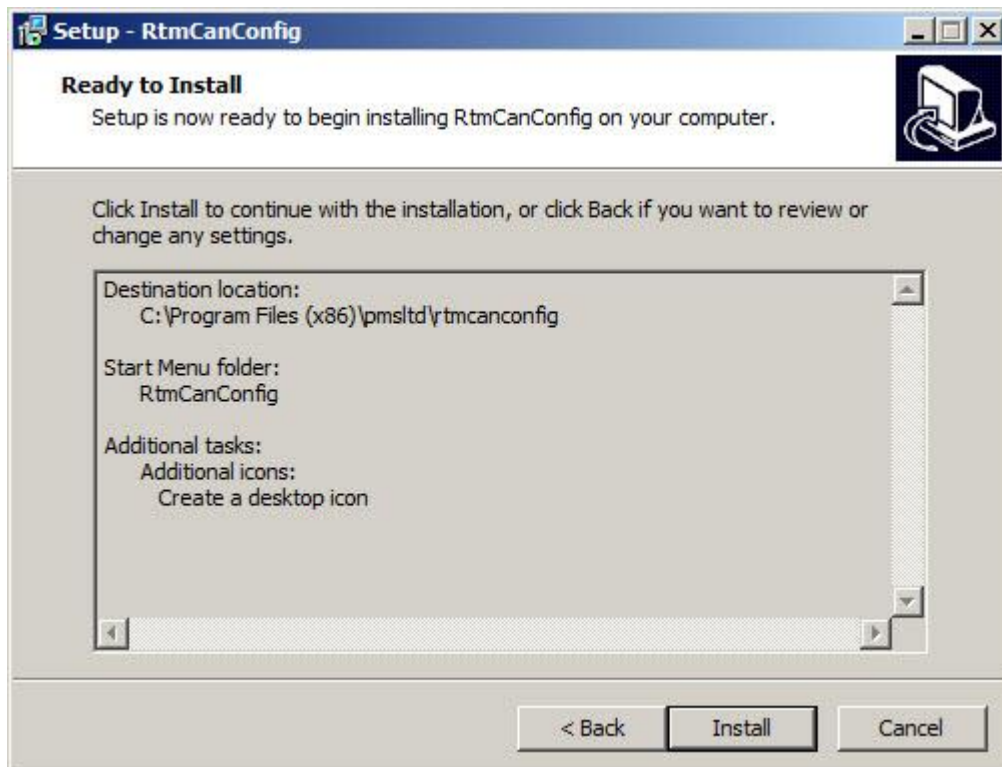 Setup - RtmCanConfig
Ready to Install
Setup is now ready to begin installing RtmCanConfig on your computer.
Click Install to continue with the installation, or click Back if you want to review or
change any settings.
Destination location:
C:\Program Files (x86)\pmsltd\rtmcanconfig
Start Menu folder:
RtmCanConfig
Additional tasks:
Additional icons:
Create a desktop icon
< Back
Install
Cancel